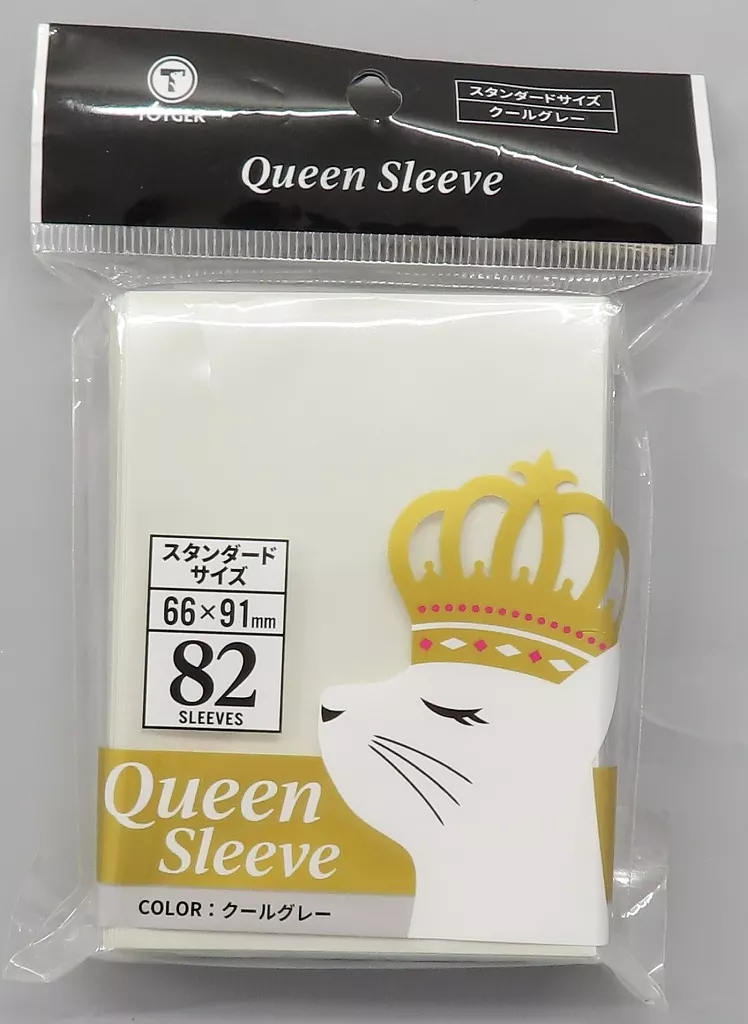 TOYGER
スタンダードサイズ
クールグレー
Queen Sleeve
スタンダード
サイズ
66×91mm
82
SLEEVES
Queen
Sleeve
COLOR：クールグレー